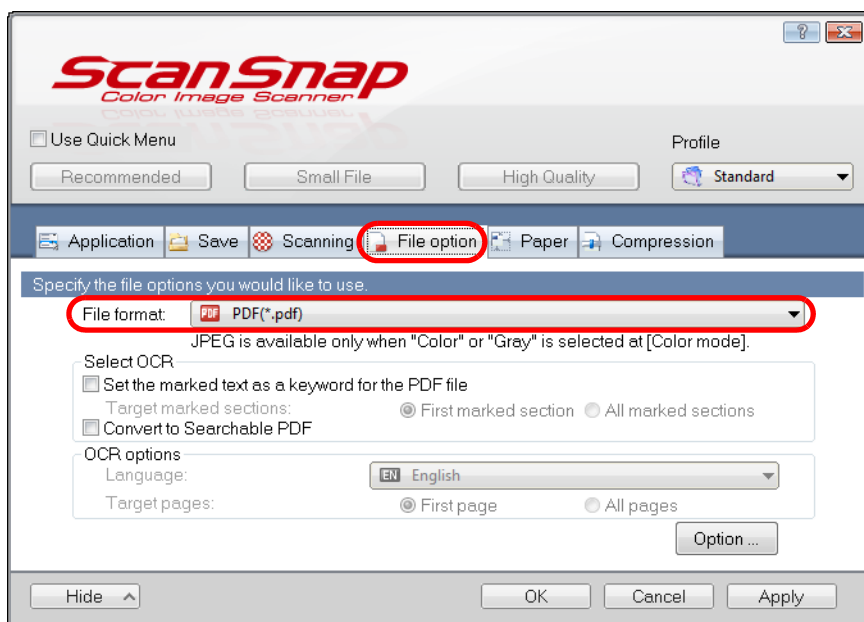 ScanSnap
Color Image Scanner
Use Quick Menu
Profile
Recommended Small File High Quality Standard
Application Save Scanning File option Paper Compression
Specify the file options you would like to use.
File format: PDF PDF(*.pdf)
JPEG is available only when "Color" or "Gray" is selected at [Color mode].
Select OCR
Set the marked text as a keyword for the PDF file
Target marked sections: First marked section All marked sections
Convert to Searchable PDF
OCR options
Language: EN English
Target pages: First page All pages
Option ...
Hide OK Cancel Apply